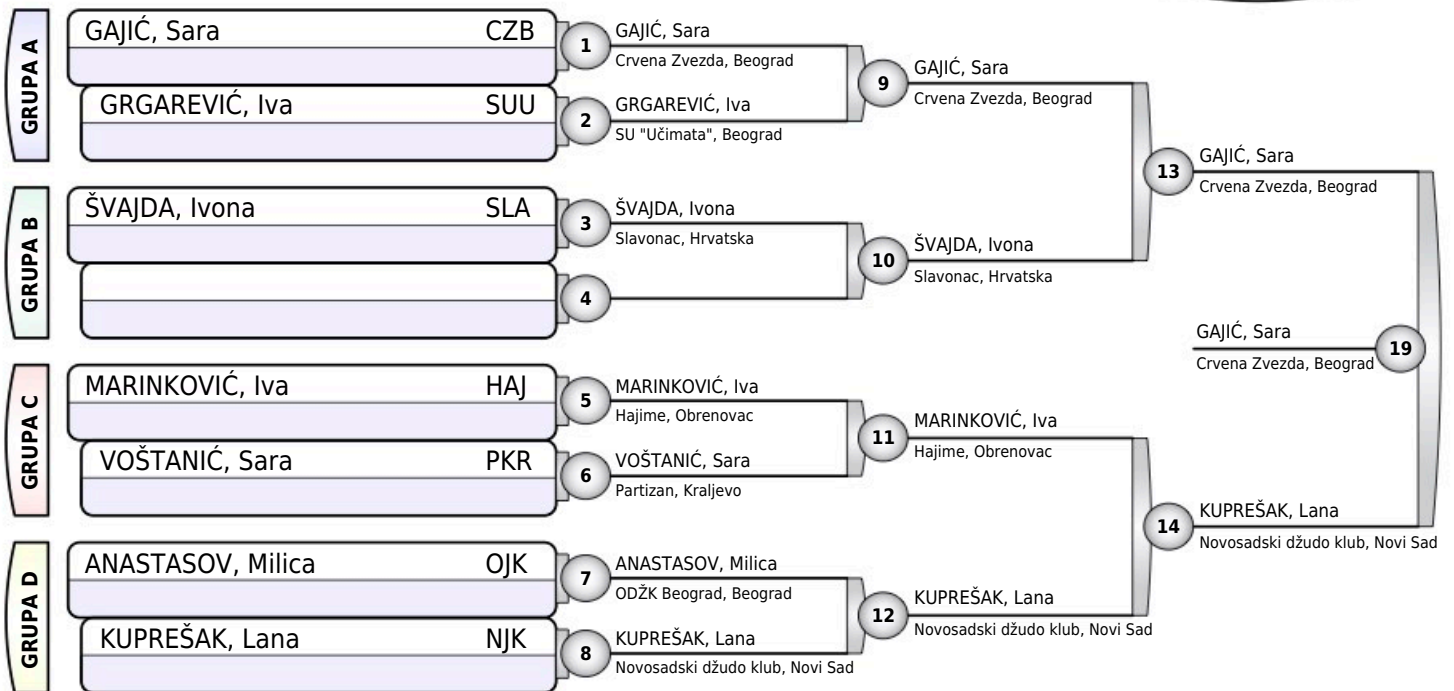 GRUPA A
GAJIĆ, Sara CZB
GRGAREVIĆ, Iva SUU
1
GAJIĆ, Sara
Crvena Zvezda, Beograd
2
GRGAREVIĆ, Iva
SU "Učimata", Beograd
9
GAJIĆ, Sara
Crvena Zvezda, Beograd
GRUPA B
ŠVAJDA, Ivona SLA
3
ŠVAJDA, Ivona
Slavonac, Hrvatska
4
10
ŠVAJDA, Ivona
Slavonac, Hrvatska
13
GAJIĆ, Sara
Crvena Zvezda, Beograd
GRUPA C
MARINKOVIĆ, Iva HAJ
VOŠTANIĆ, Sara PKR
5
MARINKOVIĆ, Iva
Hajime, Obrenovac
6
VOŠTANIĆ, Sara
Partizan, Kraljevo
11
MARINKOVIĆ, Iva
Hajime, Obrenovac
GRUPA D
ANASTASOV, Milica OJK
KUPREŠAK, Lana NJK
7
ANASTASOV, Milica
ODŽK Beograd, Beograd
8
KUPREŠAK, Lana
Novosadski džudo klub, Novi Sad
12
KUPREŠAK, Lana
Novosadski džudo klub, Novi Sad
14
KUPREŠAK, Lana
Novosadski džudo klub, Novi Sad
GAJIĆ, Sara
Crvena Zvezda, Beograd
19